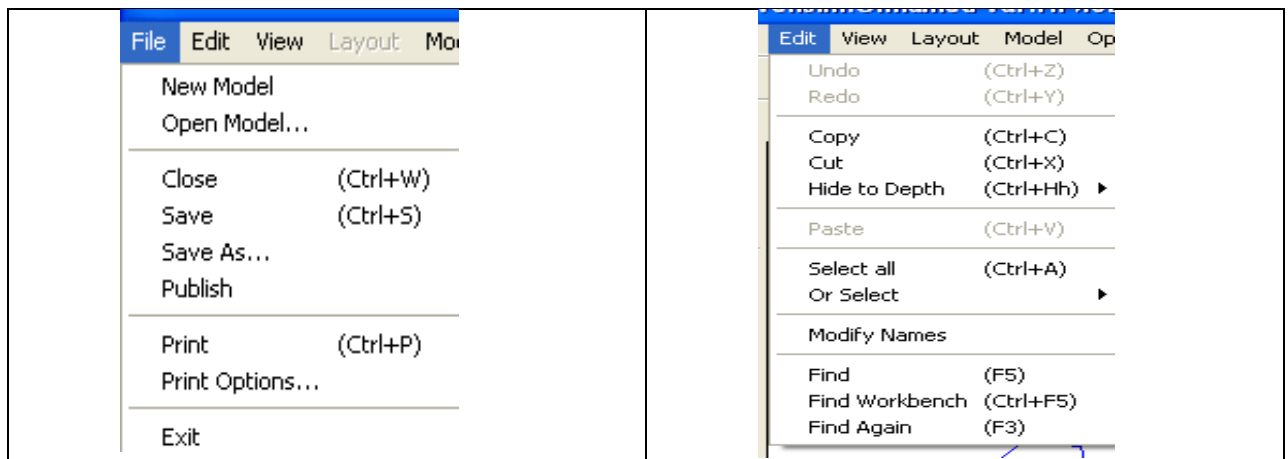 File Edit View Layout
New Model
Open Model...
Close (Ctrl+W)
Save (Ctrl+S)
Save As...
Publish
Print (Ctrl+P)
Print Options...
Exit
Edit View Layout Model Op
Undo (Ctrl+Z)
Redo (Ctrl+Y)
Copy (Ctrl+C)
Cut (Ctrl+X)
Hide to Depth (Ctrl+Hh)
Paste (Ctrl+V)
Select all (Ctrl+A)
Or Select
Modify Names
Find (F5)
Find Workbench (Ctrl+F5)
Find Again (F3)